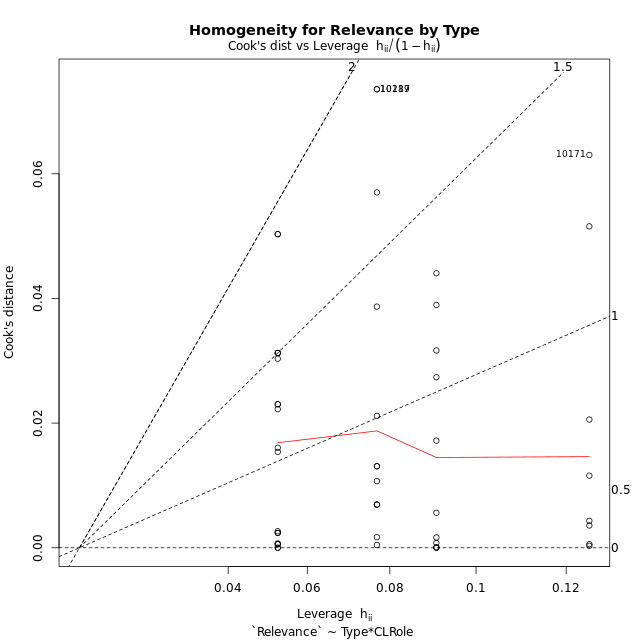 Homogeneity for Relevance by Type
Cook's dist vs Leverage hii/(1−hii)
2
1.5
10171
1
0.5
0
Cook's distance
0.06
0.04
0.02
0.00
0.04 0.06 0.08 0.1 0.12
Leverage hii
`Relevance` ~ Type*CLRole